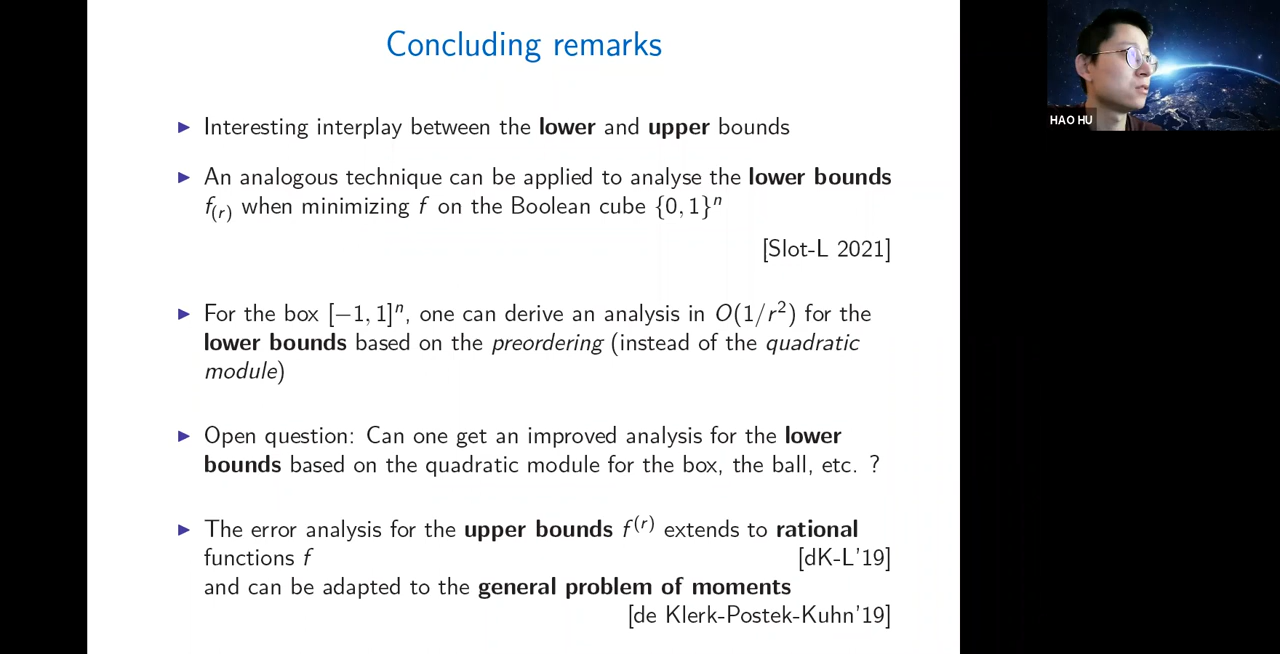 Concluding remarks
▶ Interesting interplay between the lower and upper bounds
▶ An analogous technique can be applied to analyse the lower bounds
f(r) when minimizing f on the Boolean cube {0, 1}ⁿ
[Slot-L 2021]
▶ For the box [−1, 1]ⁿ, one can derive an analysis in O(1/r²) for the
lower bounds based on the preordering (instead of the quadratic
module)
▶ Open question: Can one get an improved analysis for the lower
bounds based on the quadratic module for the box, the ball, etc. ?
▶ The error analysis for the upper bounds f⁽ʳ⁾ extends to rational
functions f [dK-L'19]
and can be adapted to the general problem of moments
[de Klerk-Postek-Kuhn'19]
HAO HU